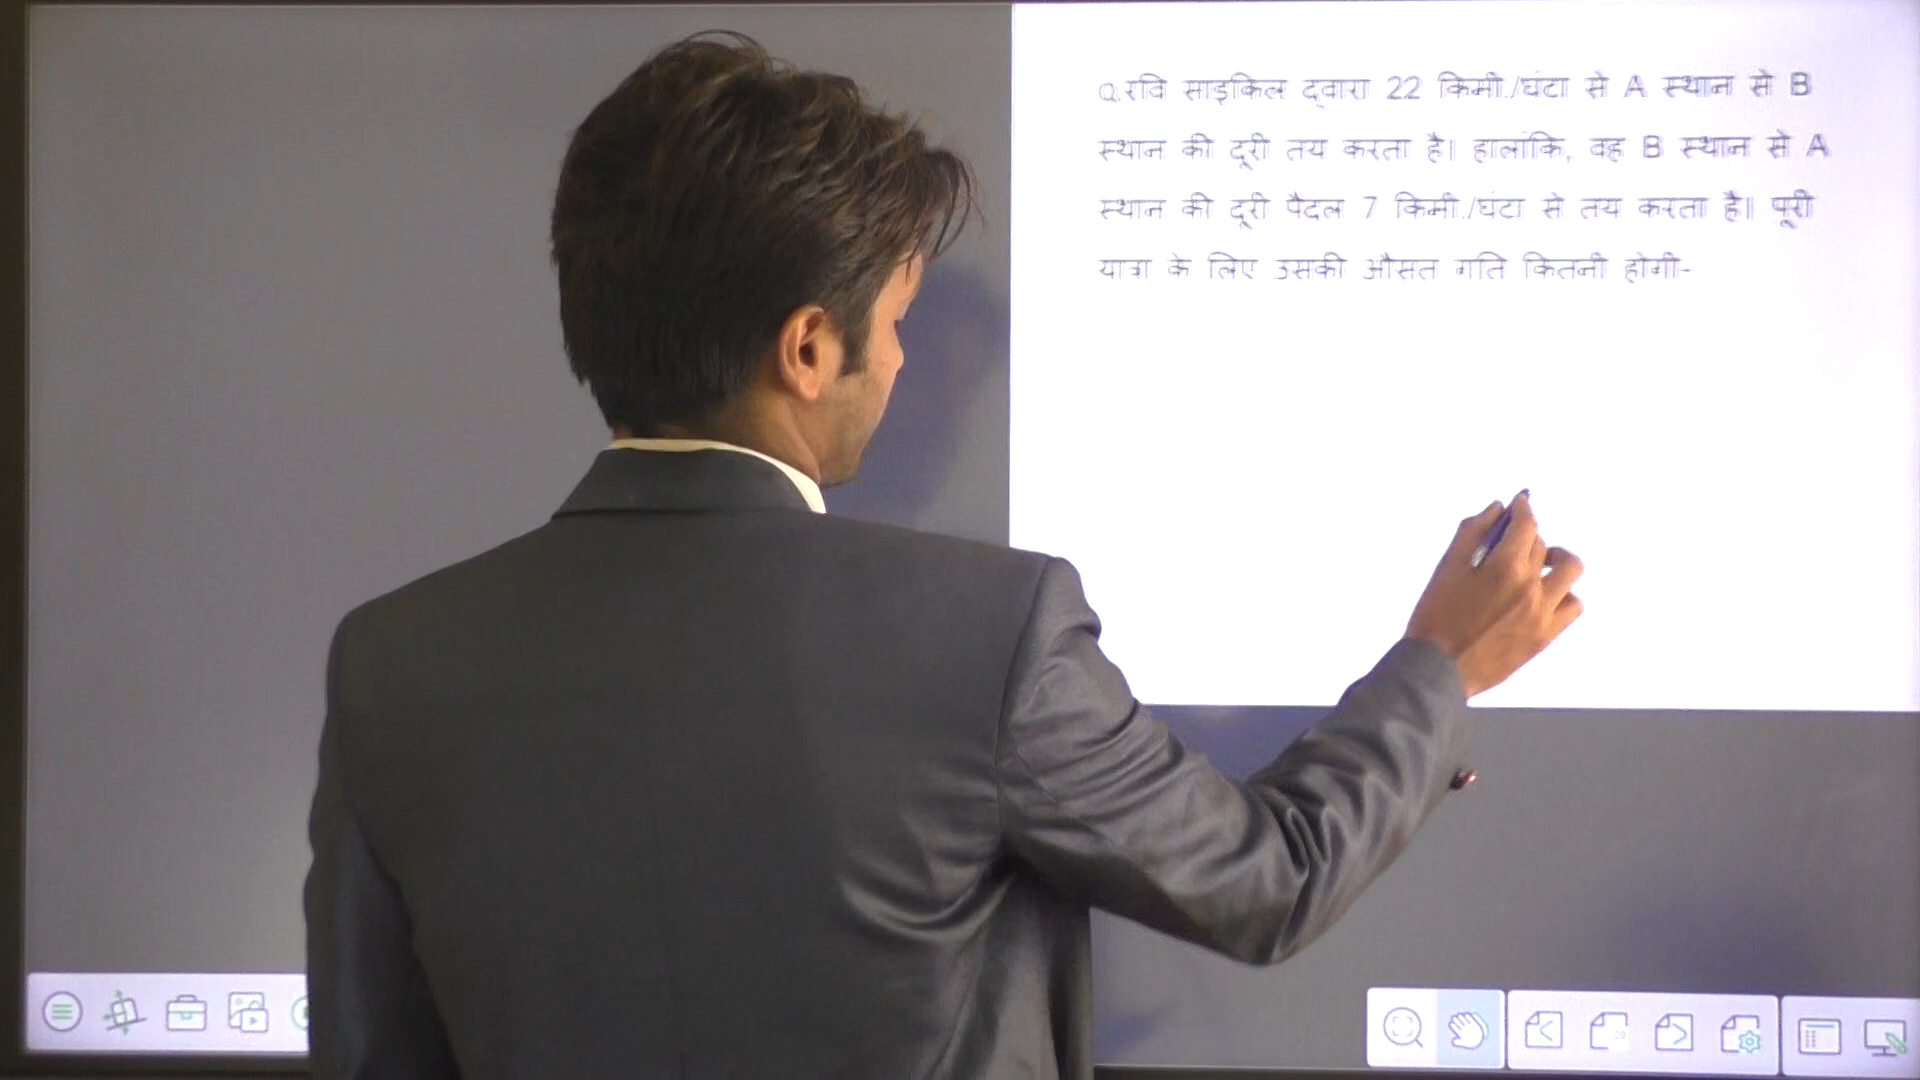 Q.रवि साइकिल द्वारा 22 किमी./घंटा से A स्थान से B
स्थान की दूरी तय करता है। हालांकि, वह B स्थान से A
स्थान की दूरी पैदल 7 किमी./घंटा से तय करता है। पूरी
यात्रा के लिए उसकी औसत गति कितनी होगी-